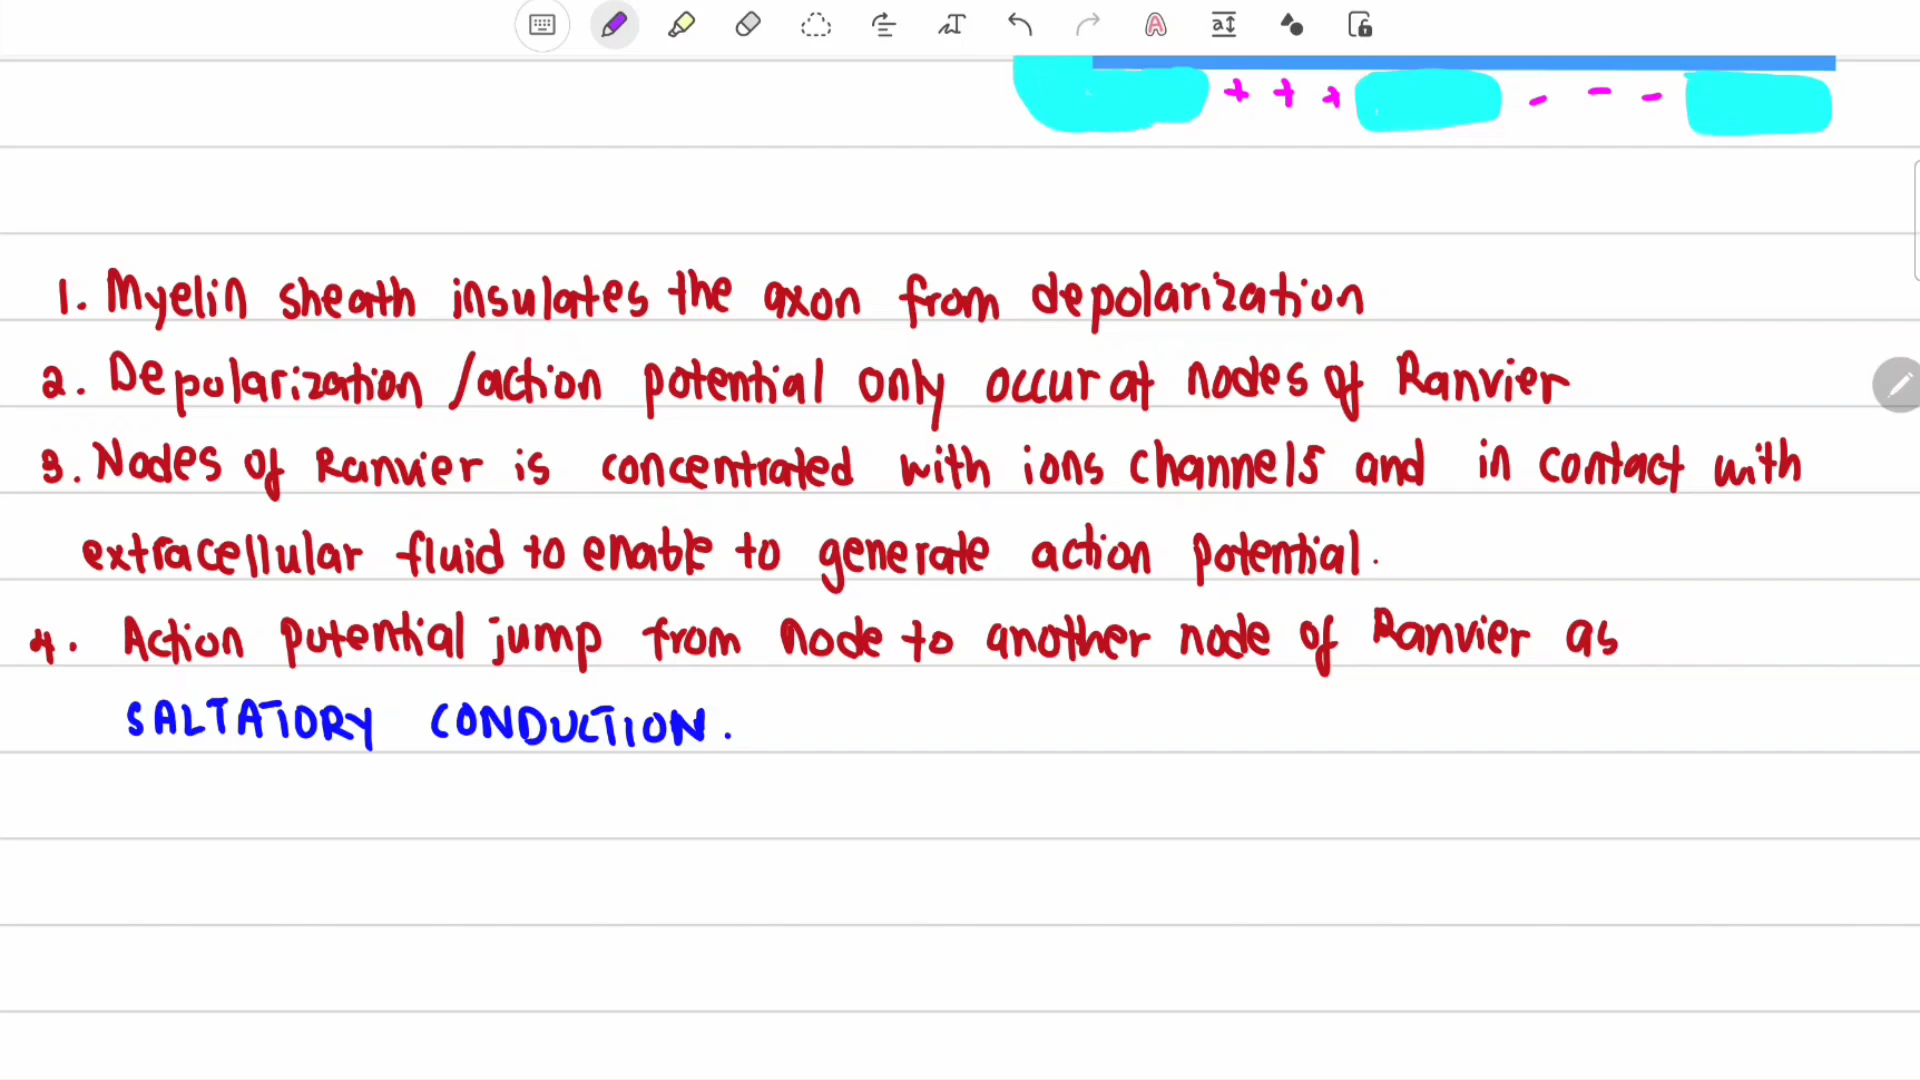 + + + - - -
1. Myelin sheath insulates the axon from depolarization
2. Depolarization /action potential only occur at nodes of Ranvier
3. Nodes of Ranvier is concentrated with ions channels and in contact with
extracellular fluid to enable to generate action potential.
4. Action potential jump from node to another node of Ranvier as
SALTATORY CONDUCTION.